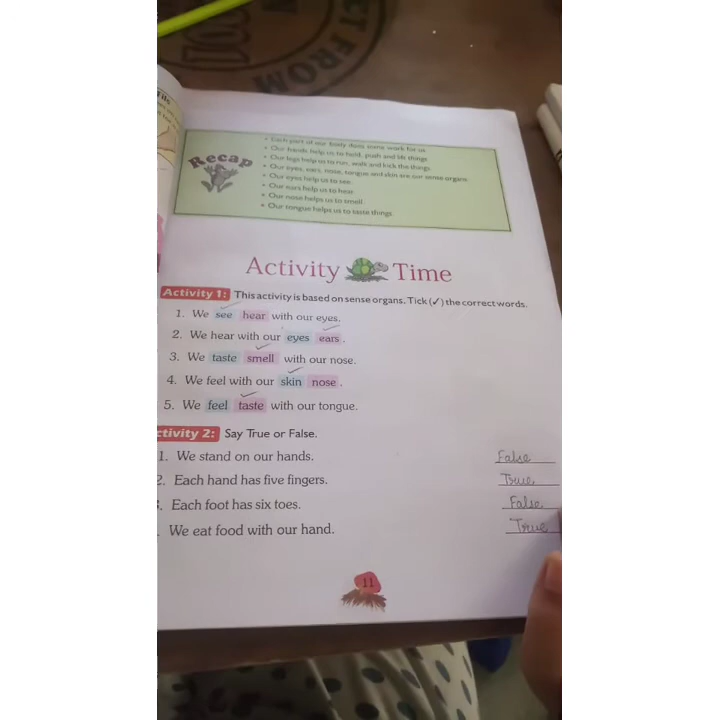 GET FROM
Recap
• Each part of our body does some work for us.
• Our hands help us to hold, push and lift things.
• Our legs help us to run, walk and kick the things.
• Our eyes, ears, nose, tongue and skin are our sense organs.
• Our eyes help us to see.
• Our ears help us to hear.
• Our nose helps us to smell.
• Our tongue helps us to taste things.
Activity Time
Activity 1: This activity is based on sense organs. Tick (✓) the correct words.
1. We see hear with our eyes.
2. We hear with our eyes ears.
3. We taste smell with our nose.
4. We feel with our skin nose.
5. We feel taste with our tongue.
ctivity 2: Say True or False.
1. We stand on our hands. False
2. Each hand has five fingers. True
. Each foot has six toes. False
. We eat food with our hand. True
11